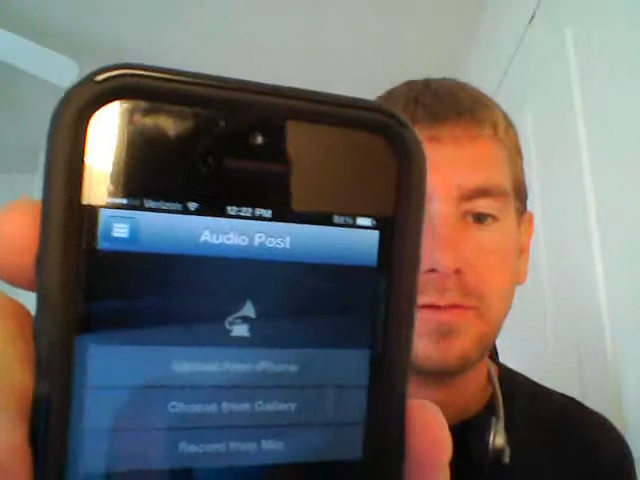 Verizon 12:22 PM
Audio Post
Upload from iPhone
Choose from Gallery
Record from Mic